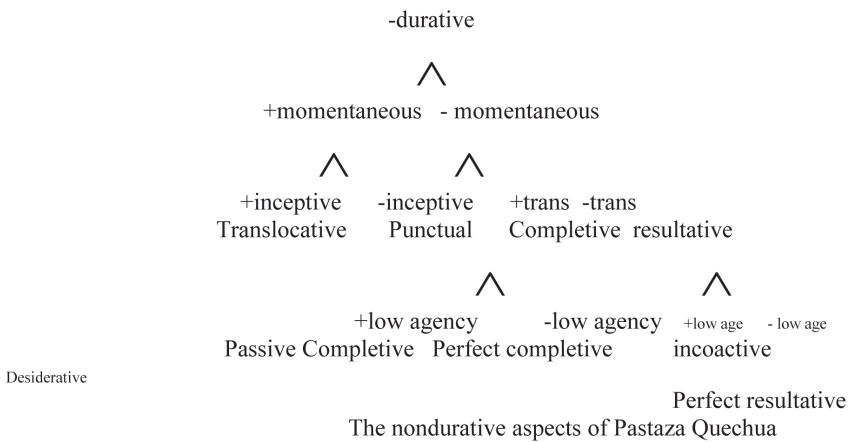 -durative
+momentaneous - momentaneous
+inceptive -inceptive +trans -trans
Translocative Punctual Completive resultative
+low agency -low agency +low age - low age
Passive Completive Perfect completive incoactive
Desiderative
Perfect resultative
The nondurative aspects of Pastaza Quechua